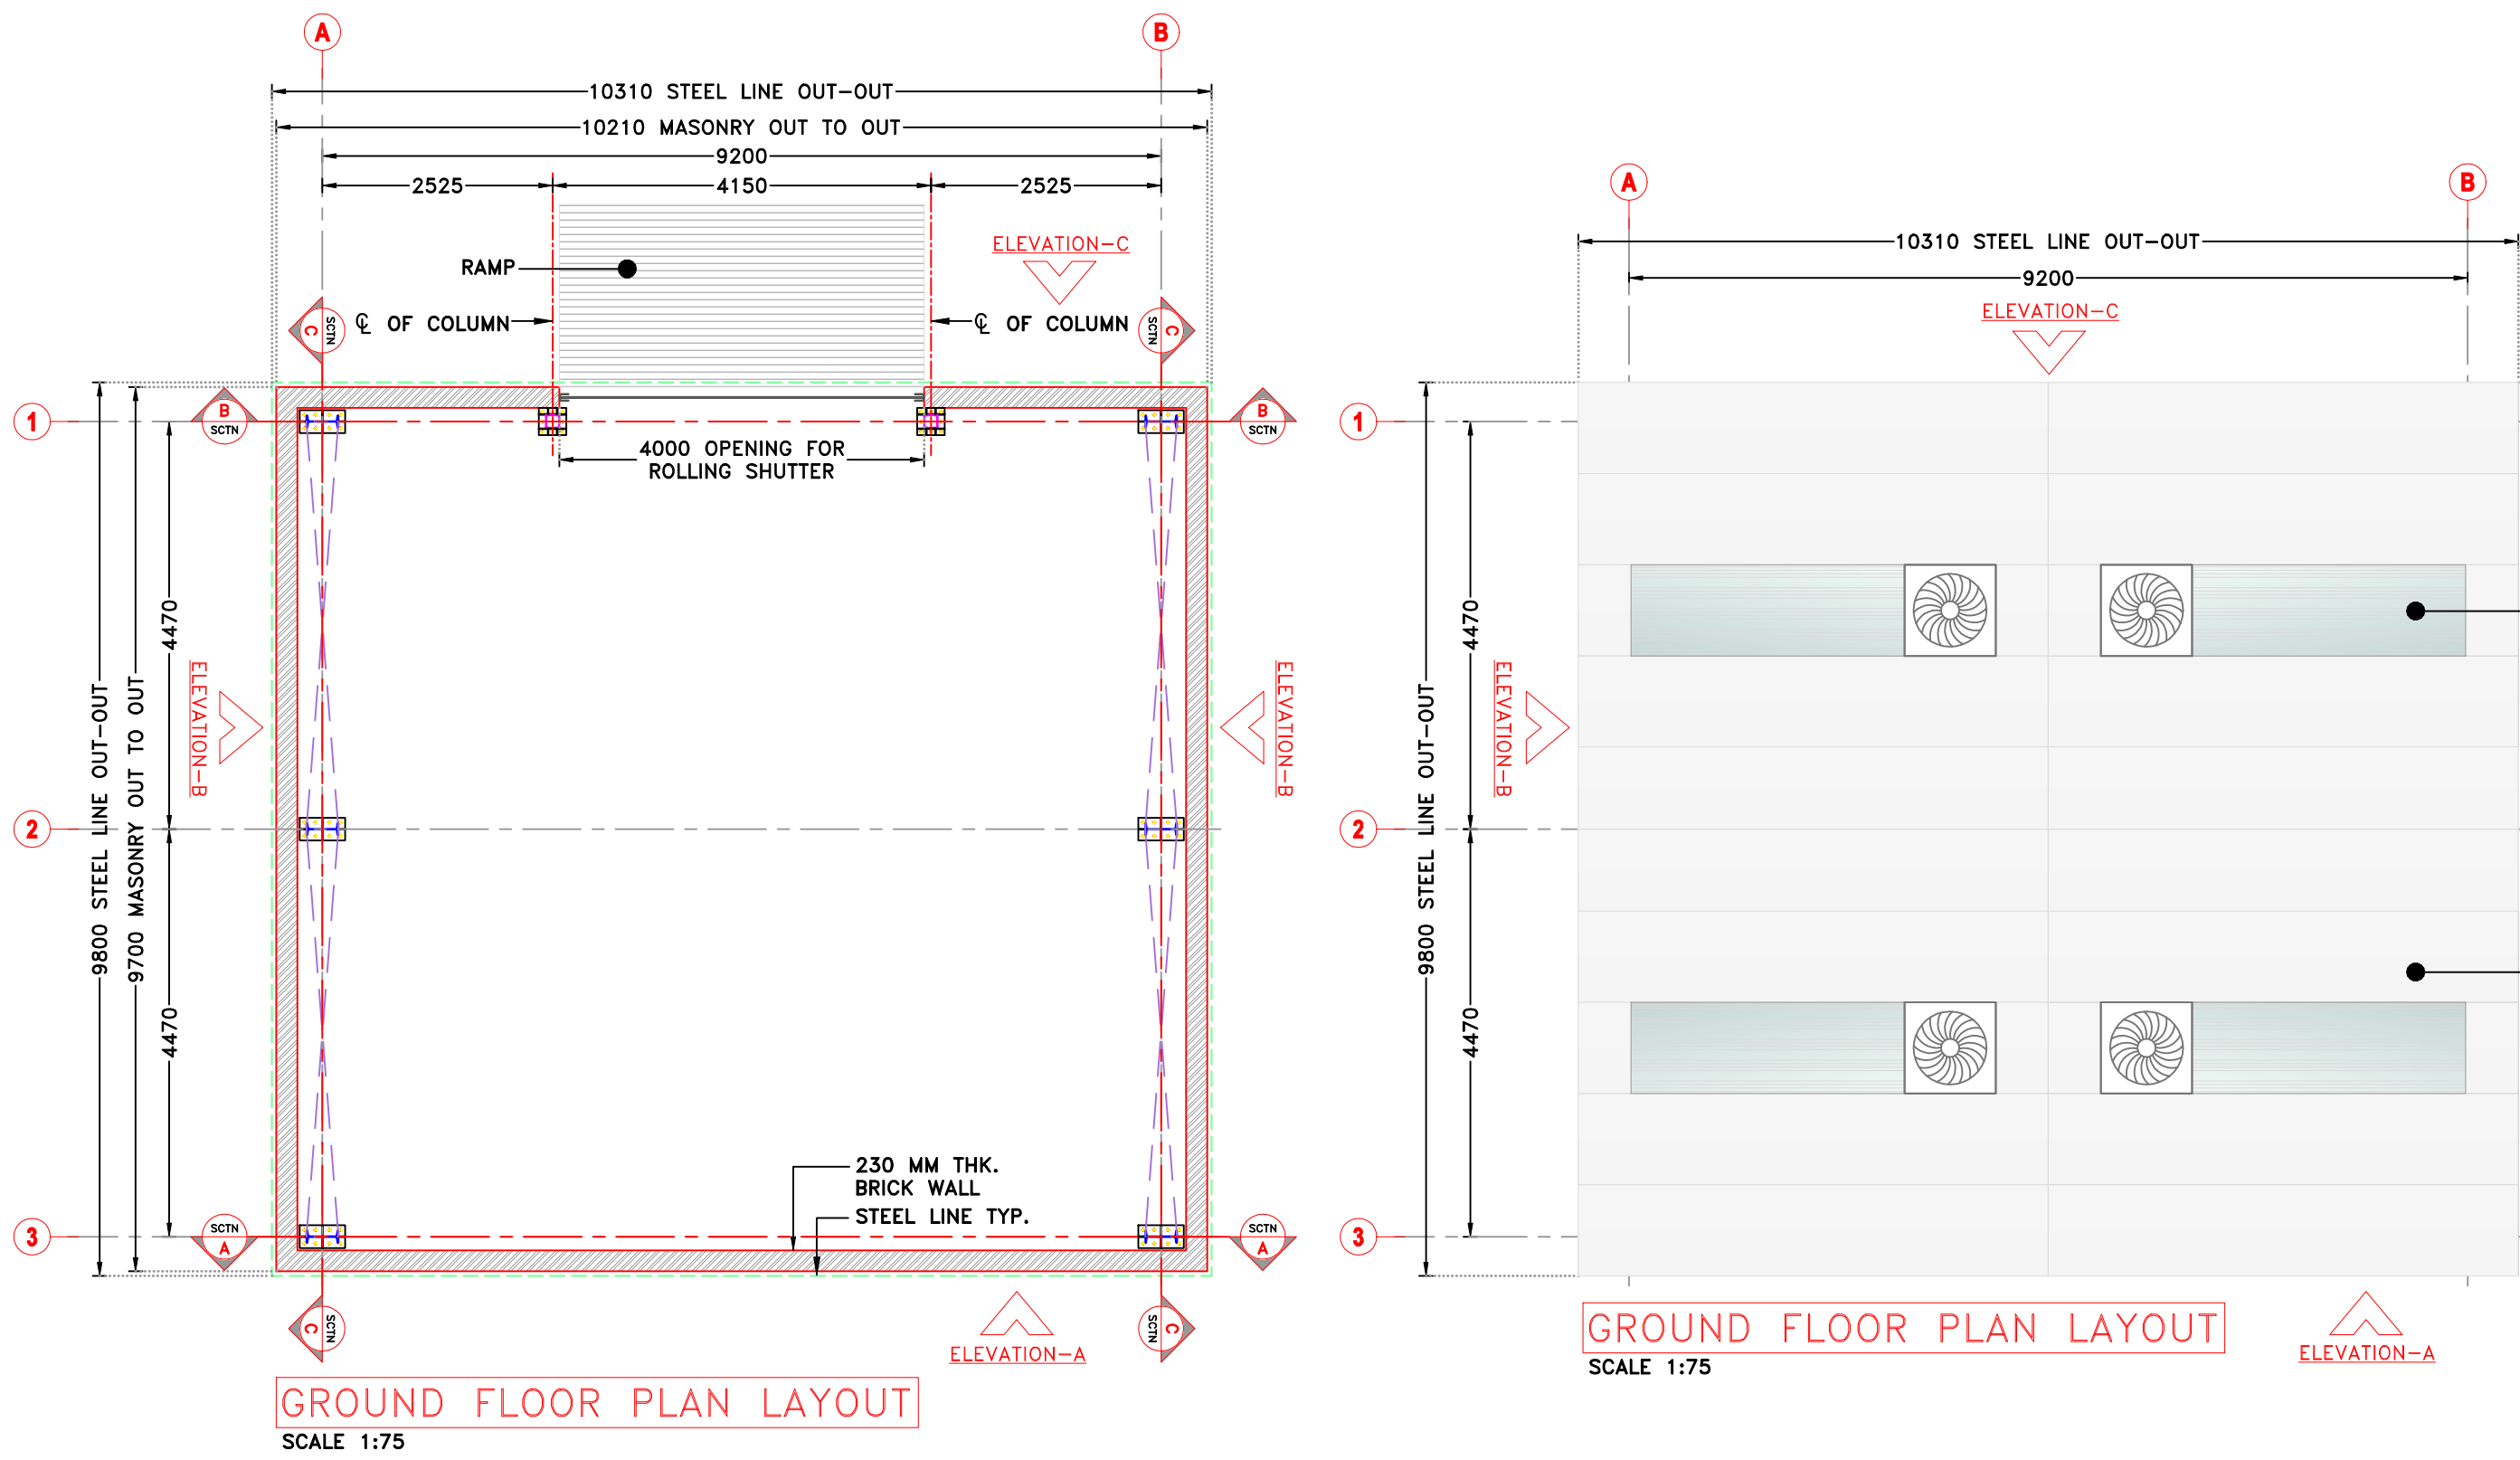 A
B
10310 STEEL LINE OUT-OUT
10210 MASONRY OUT TO OUT
9200
2525
4150
2525
ELEVATION-C
RAMP
℄ OF COLUMN
℄ OF COLUMN
C SCTN
SCTN C
1
B
SCTN
B
SCTN
4000 OPENING FOR
ROLLING SHUTTER
4470
ELEVATION-B
ELEVATION-B
9800 STEEL LINE OUT-OUT
9700 MASONRY OUT TO OUT
2
4470
230 MM THK.
BRICK WALL
STEEL LINE TYP.
3
SCTN
A
SCTN
A
C SCTN
SCTN C
ELEVATION-A
GROUND FLOOR PLAN LAYOUT
SCALE 1:75
A
B
10310 STEEL LINE OUT-OUT
9200
ELEVATION-C
1
4470
ELEVATION-B
9800 STEEL LINE OUT-OUT
2
4470
3
GROUND FLOOR PLAN LAYOUT
SCALE 1:75
ELEVATION-A